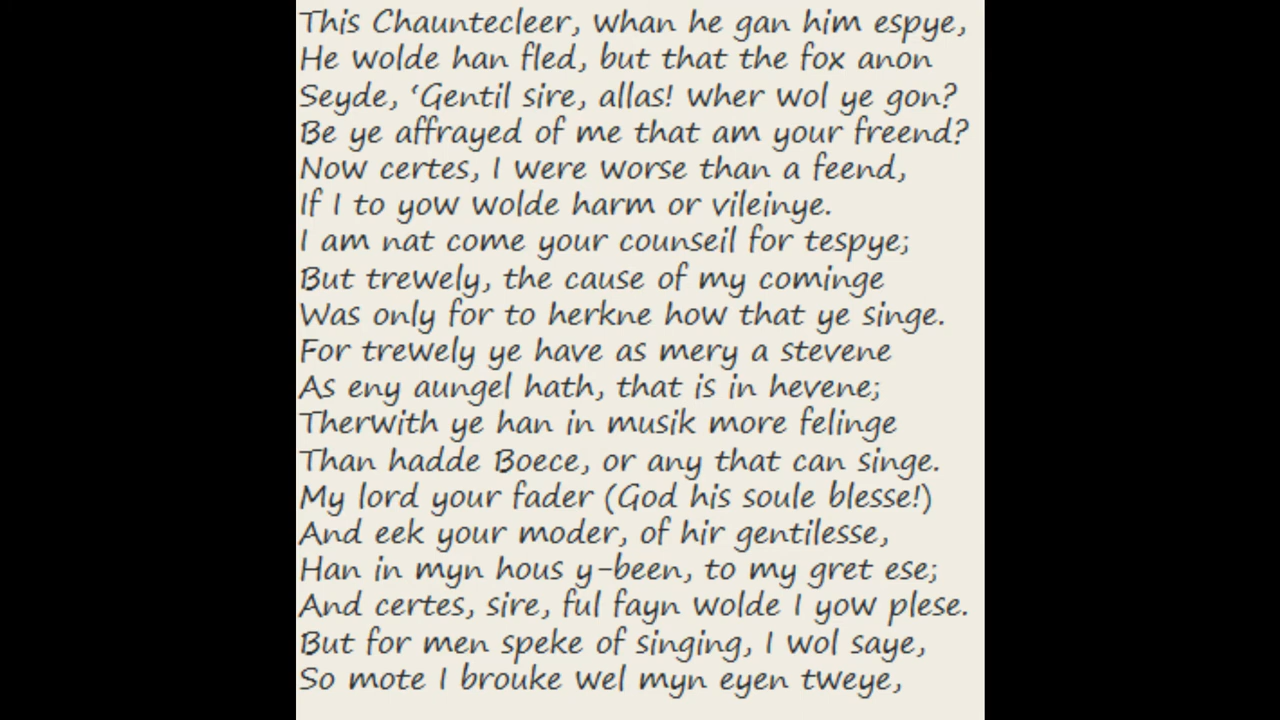 This Chauntecleer, whan he gan him espye,
He wolde han fled, but that the fox anon
Seyde, ‘Gentil sire, allas! wher wol ye gon?
Be ye affrayed of me that am your freend?
Now certes, I were worse than a feend,
If I to yow wolde harm or vileinye.
I am nat come your counseil for tespye;
But trewely, the cause of my cominge
Was only for to herkne how that ye singe.
For trewely ye have as mery a stevene
As eny aungel hath, that is in hevene;
Therwith ye han in musik more felinge
Than hadde Boece, or any that can singe.
My lord your fader (God his soule blesse!)
And eek your moder, of hir gentilesse,
Han in myn hous y-been, to my gret ese;
And certes, sire, ful fayn wolde I yow plese.
But for men speke of singing, I wol saye,
So mote I brouke wel myn eyen tweye,